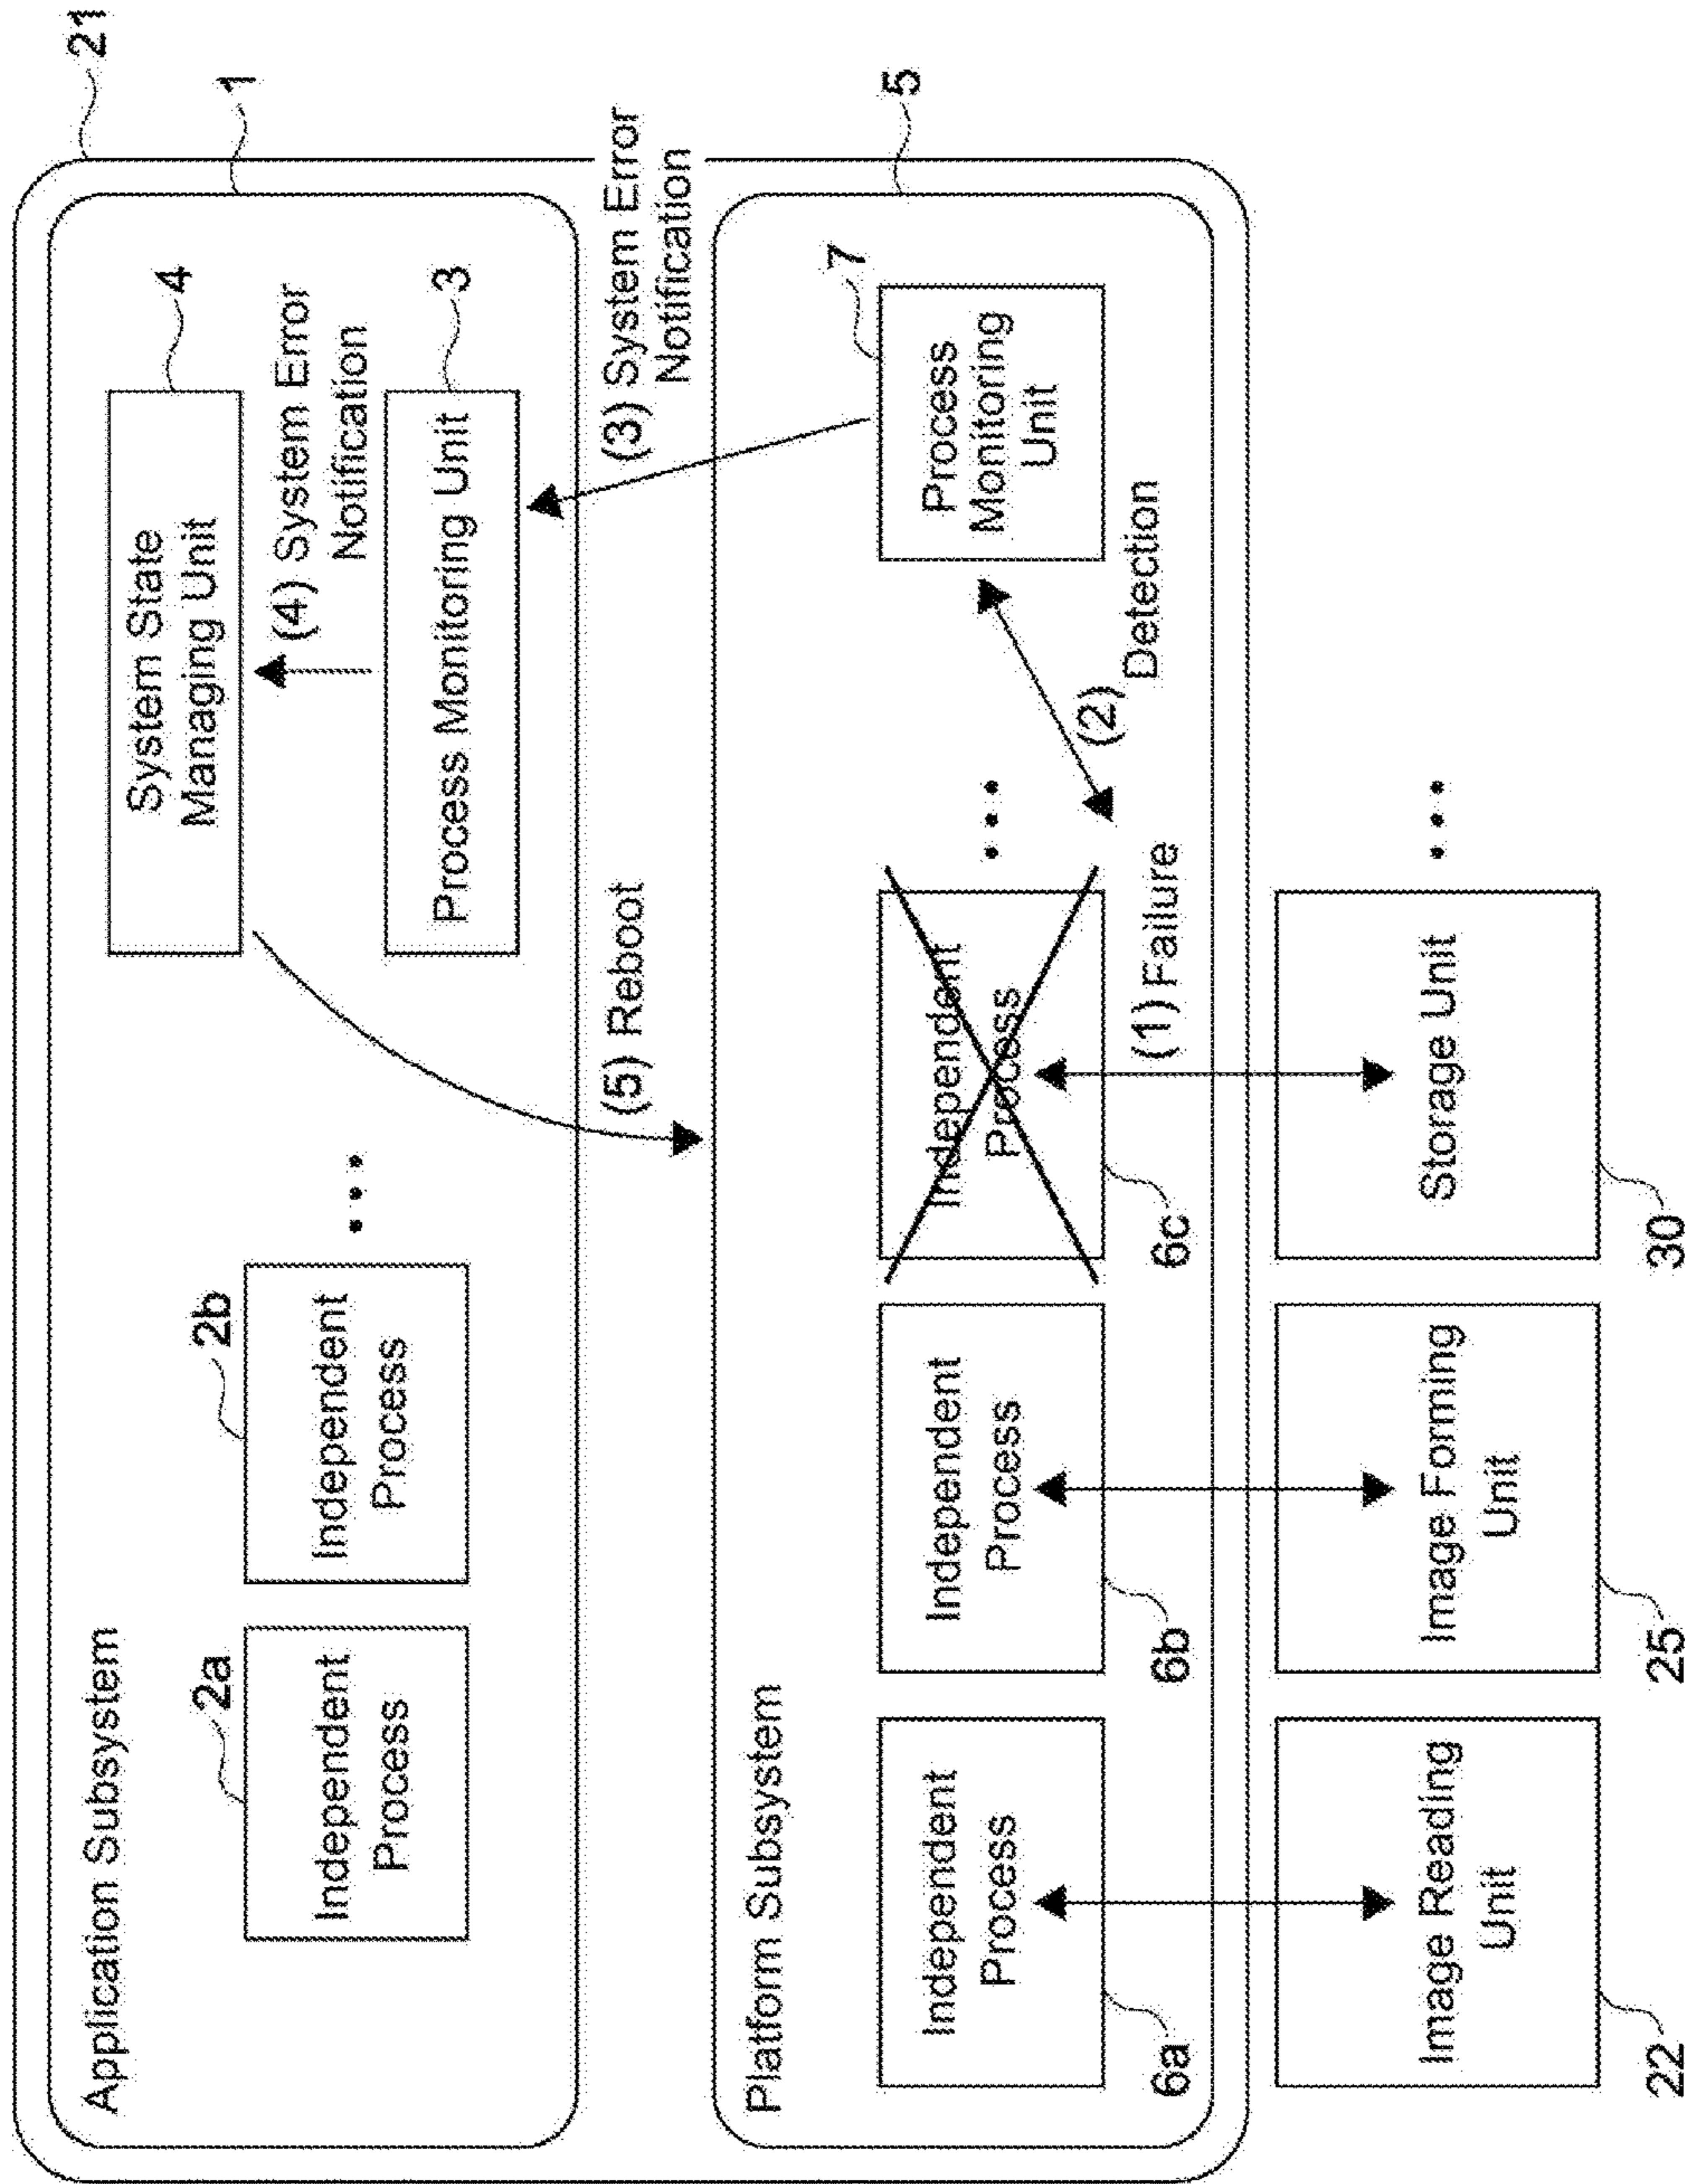 21
1
Application Subsystem
System State
Managing Unit
4
(4) System Error
Notification
Process Monitoring Unit
3
2a
Independent
Process
2b
Independent
Process
...
(5) Reboot
(3) System Error
Notification
5
Platform Subsystem
Independent
Process
6a
Independent
Process
6b
Independent
Process
6c
...
Process
Monitoring
Unit
7
(2)
Detection
(1) Failure
Image Reading
Unit
22
Image Forming
Unit
25
Storage Unit
30
...